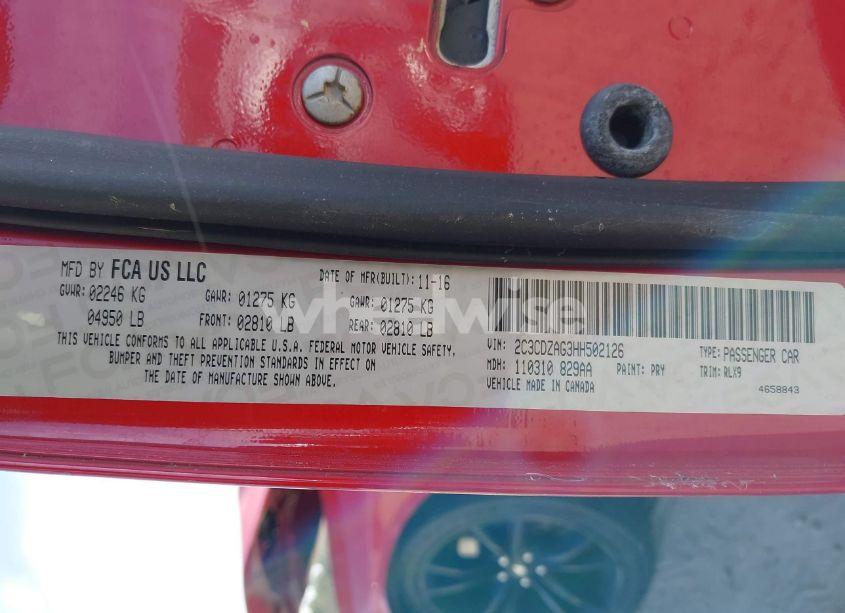 MFD BY FCA US LLC
DATE OF MFR(BUILT): 11-16
GVWR: 02246 KG GAWR: 01275 KG GAWR: 01275 KG
04950 LB FRONT: 02810 LB REAR: 02810 LB
THIS VEHICLE CONFORMS TO ALL APPLICABLE U.S.A. FEDERAL MOTOR VEHICLE SAFETY,
BUMPER AND THEFT PREVENTION STANDARDS IN EFFECT ON
THE DATE OF MANUFACTURE SHOWN ABOVE.
VIN: 2C3CDZAG3HH502126 TYPE: PASSENGER CAR
MDH: 110310 829AA PAINT: PRY TRIM: RLX9
VEHICLE MADE IN CANADA 4658843
wheelwise